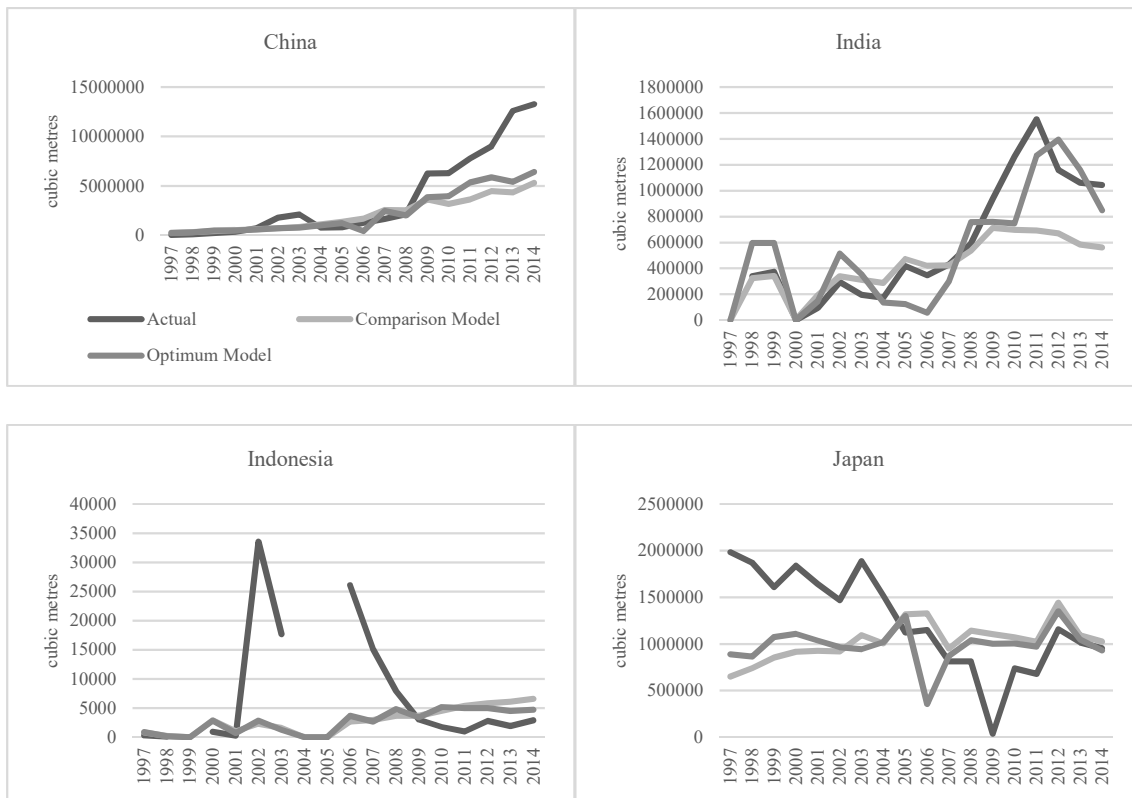 China
15000000
10000000
5000000
0
cubic metres
1997 1998 1999 2000 2001 2002 2003 2004 2005 2006 2007 2008 2009 2010 2011 2012 2013 2014
Actual Comparison Model
Optimum Model
India
1800000
1600000
1400000
1200000
1000000
800000
600000
400000
200000
0
cubic metres
1997 1998 1999 2000 2001 2002 2003 2004 2005 2006 2007 2008 2009 2010 2011 2012 2013 2014
Indonesia
40000
35000
30000
25000
20000
15000
10000
5000
0
cubic metres
1997 1998 1999 2000 2001 2002 2003 2004 2005 2006 2007 2008 2009 2010 2011 2012 2013 2014
Japan
2500000
2000000
1500000
1000000
500000
0
cubic metres
1997 1998 1999 2000 2001 2002 2003 2004 2005 2006 2007 2008 2009 2010 2011 2012 2013 2014